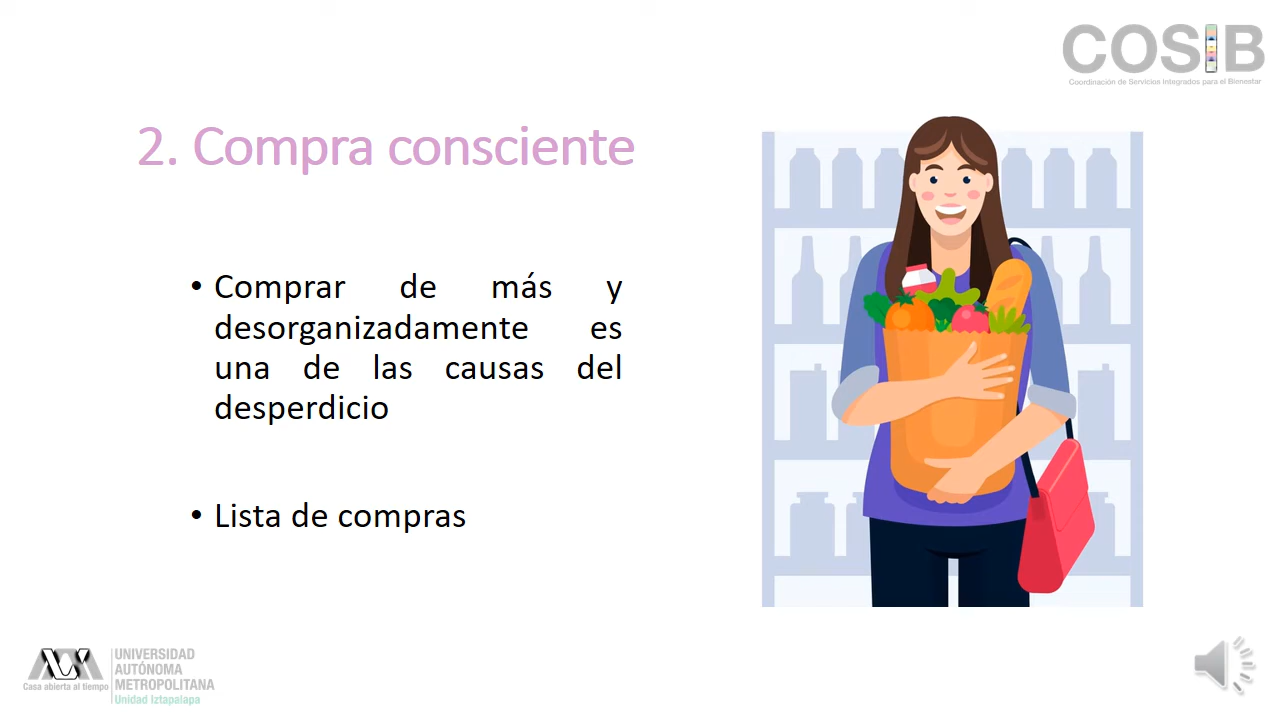 COSIB
Coordinación de Servicios Integrados para el Bienestar
2. Compra consciente
• Comprar de más y
desorganizadamente es
una de las causas del
desperdicio
• Lista de compras
Casa abierta al tiempo
UNIVERSIDAD
AUTÓNOMA
METROPOLITANA
Unidad Iztapalapa